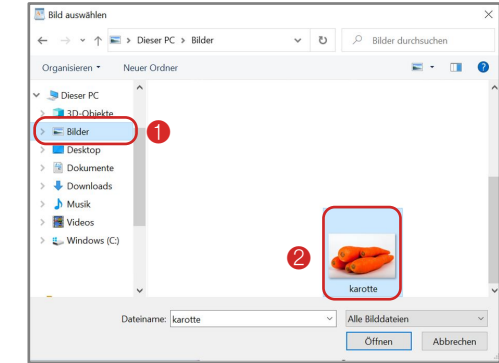 Bild auswählen
Dieser PC > Bilder
Bilder durchsuchen
Organisieren
Neuer Ordner
Dieser PC
3D-Objekte
Bilder
1
Desktop
Dokumente
Downloads
Musik
Videos
Windows (C:)
2
karotte
Dateiname: karotte
Alle Bilddateien
Öffnen
Abbrechen